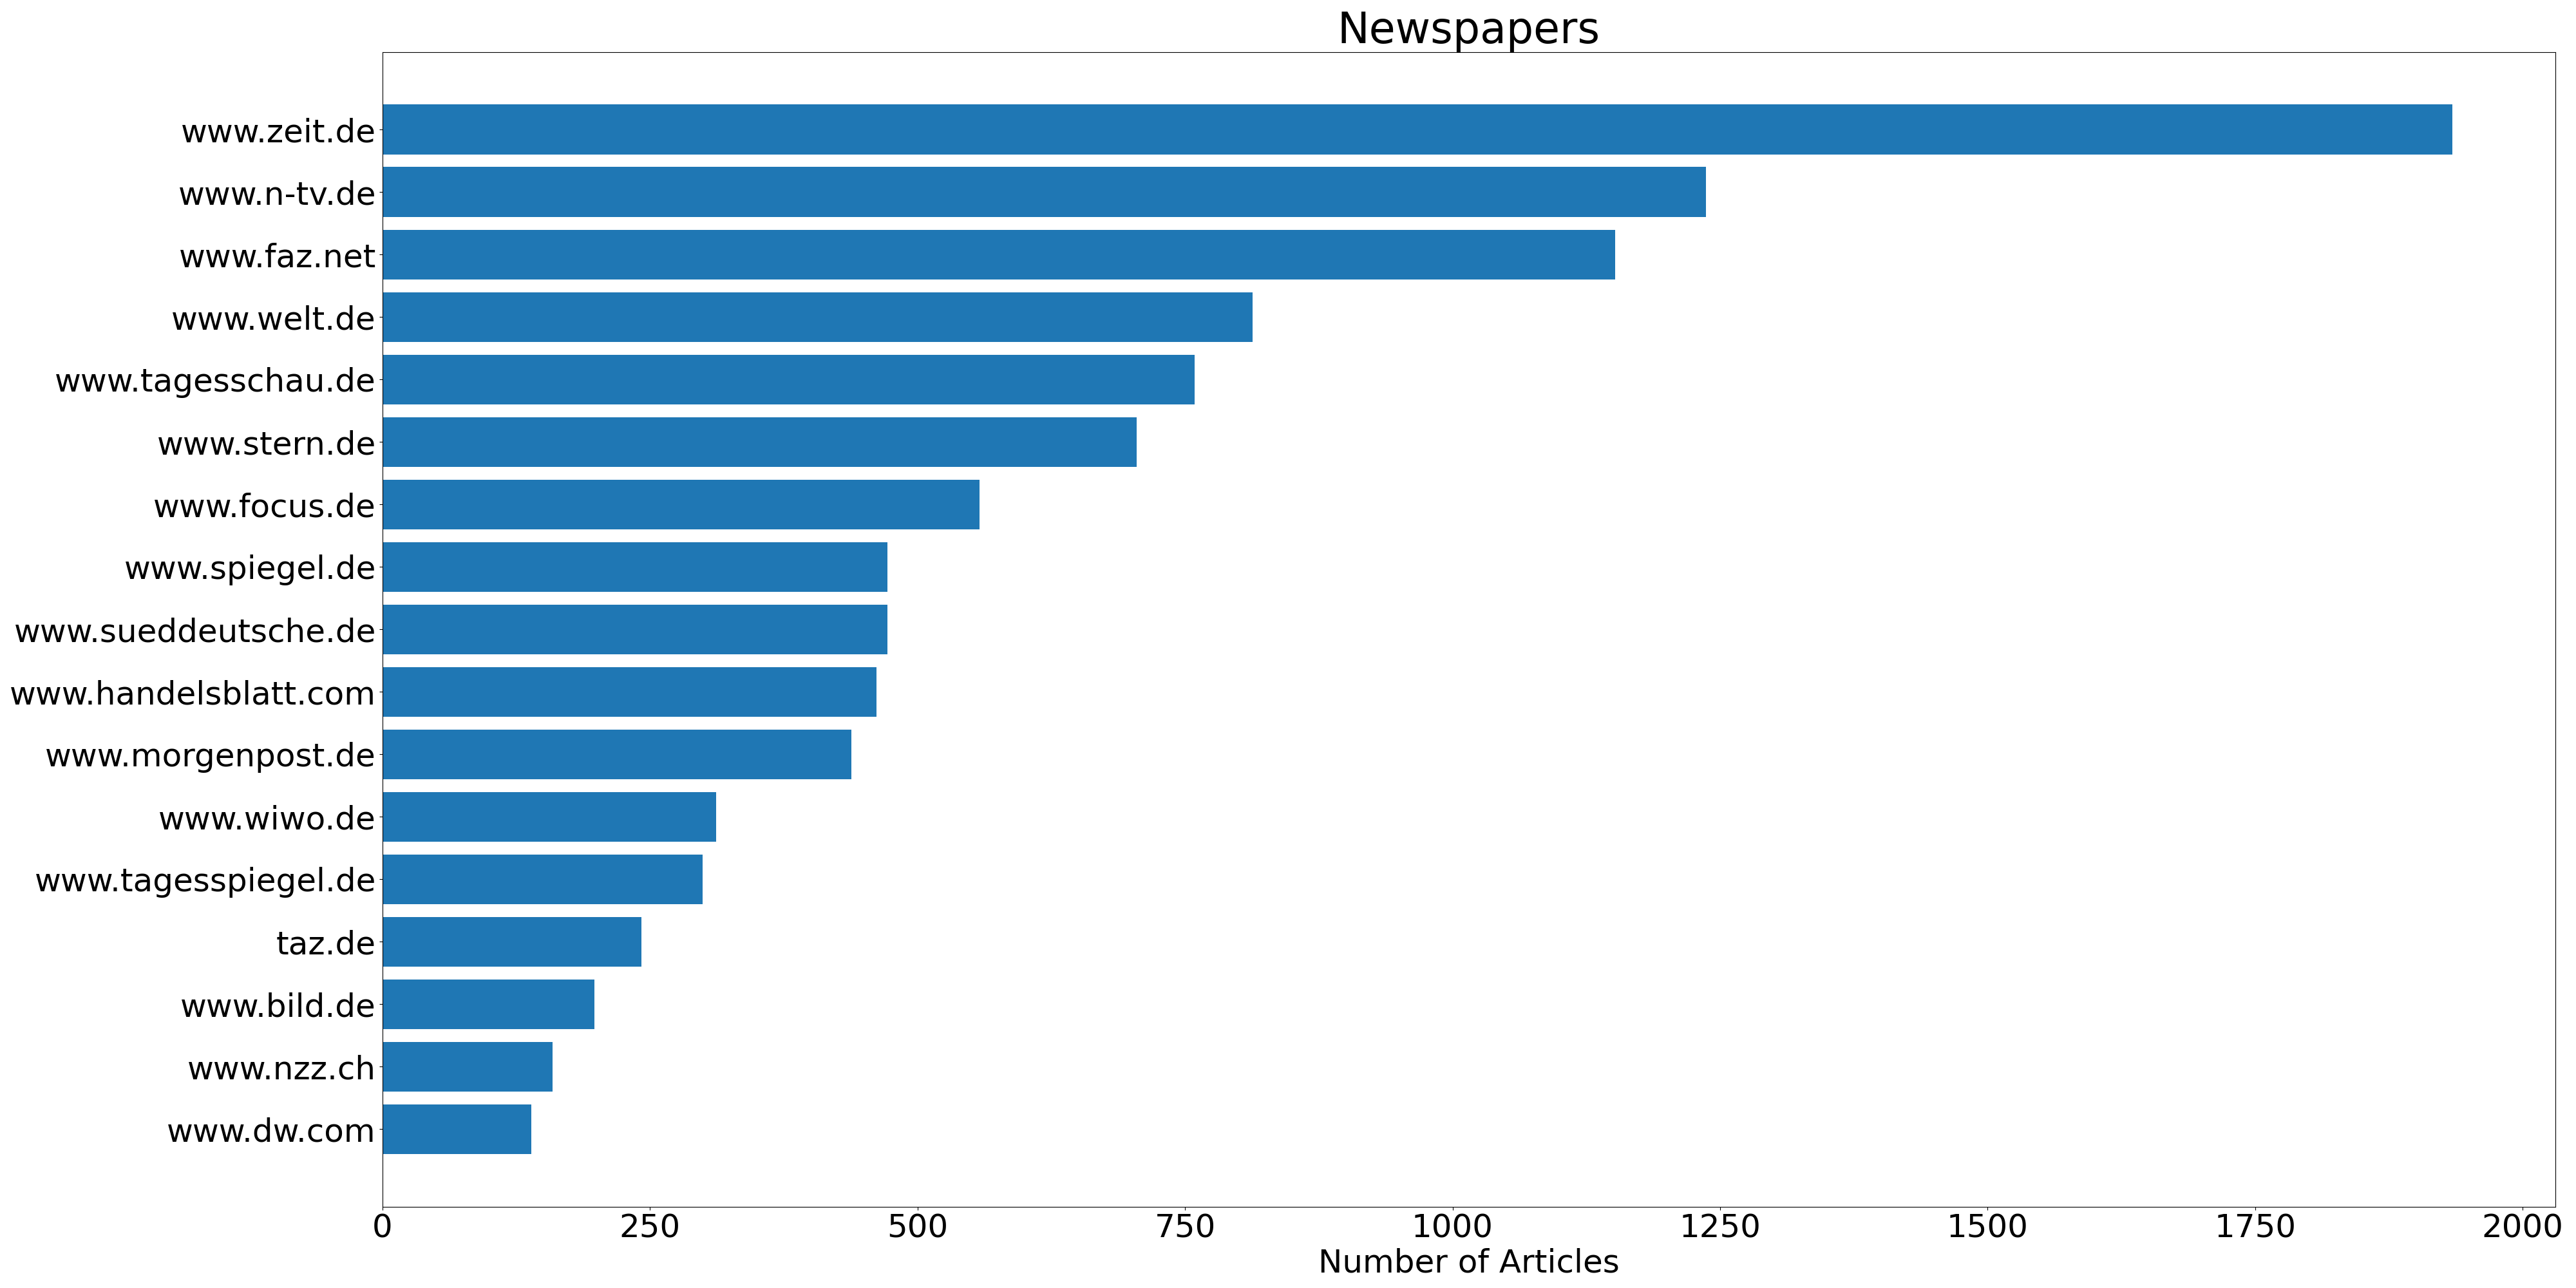 Newspapers
www.zeit.de
www.n-tv.de
www.faz.net
www.welt.de
www.tagesschau.de
www.stern.de
www.focus.de
www.spiegel.de
www.sueddeutsche.de
www.handelsblatt.com
www.morgenpost.de
www.wiwo.de
www.tagesspiegel.de
taz.de
www.bild.de
www.nzz.ch
www.dw.com
0 250 500 750 1000 1250 1500 1750 2000
Number of Articles